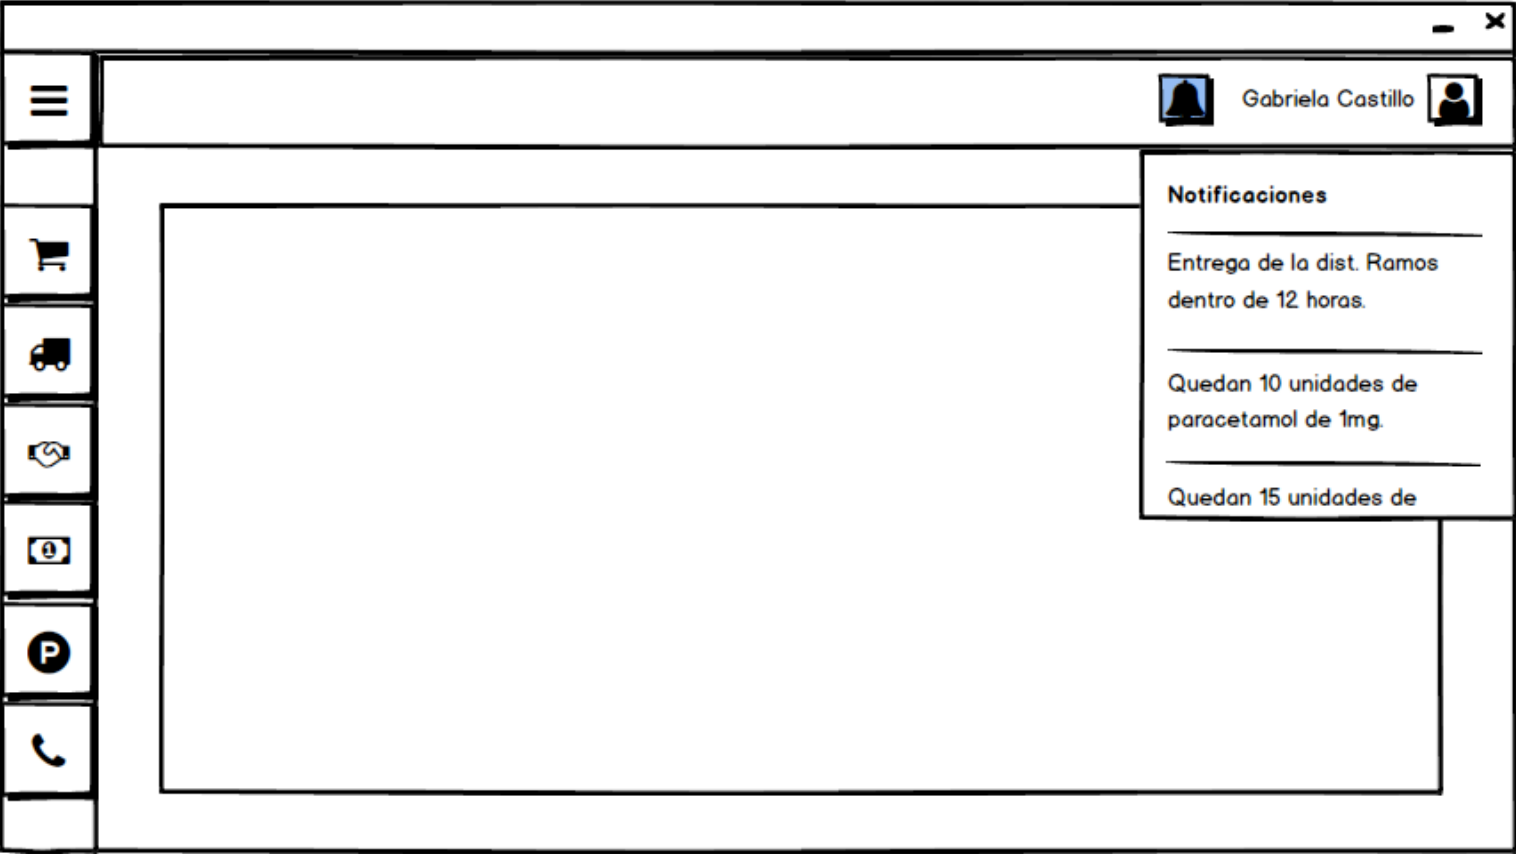 Gabriela Castillo
Notificaciones
Entrega de la dist. Ramos
dentro de 12 horas.
Quedan 10 unidades de
paracetamol de 1mg.
Quedan 15 unidades de
1
P